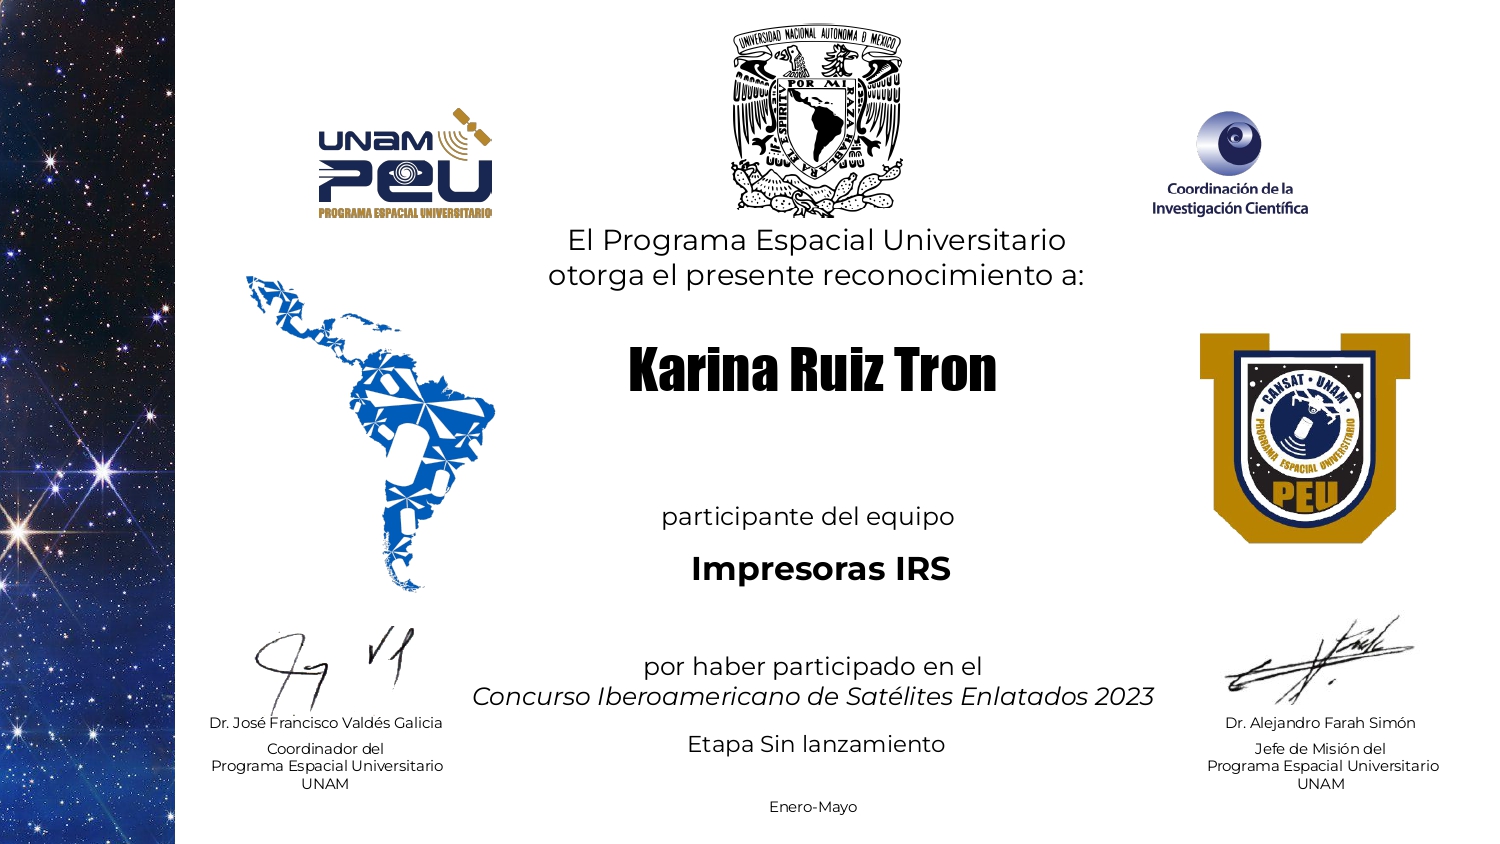 UNIVERSIDAD NACIONAL AUTONOMA D MEXICO
POR MI RAZA HABLARA EL ESPIRITV
UNAM
PEU
PROGRAMA ESPACIAL UNIVERSITARIO
Coordinación de la
Investigación Científica
El Programa Espacial Universitario
otorga el presente reconocimiento a:
Karina Ruiz Tron
CANSAT · UNAM
PROGRAMA ESPACIAL UNIVERSITARIO
PEU
participante del equipo
Impresoras IRS
por haber participado en el
Concurso Iberoamericano de Satélites Enlatados 2023
Etapa Sin lanzamiento
Dr. José Francisco Valdés Galicia
Coordinador del
Programa Espacial Universitario
UNAM
Dr. Alejandro Farah Simón
Jefe de Misión del
Programa Espacial Universitario
UNAM
Enero-Mayo